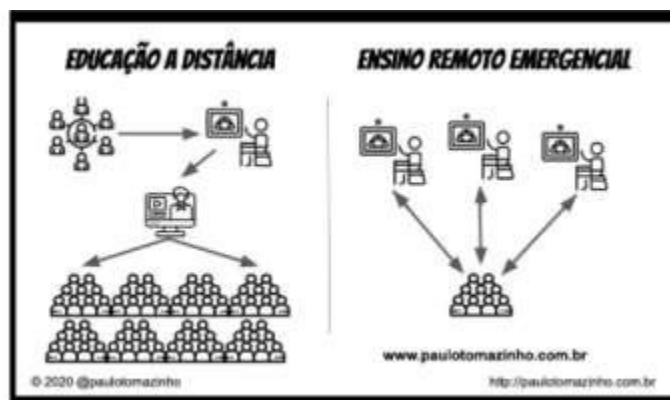 EDUCAÇÃO A DISTÂNCIA
ENSINO REMOTO EMERGENCIAL
www.paulotomazinho.com.br
© 2020 @paulotomazinho
http://paulotomazinho.com.br